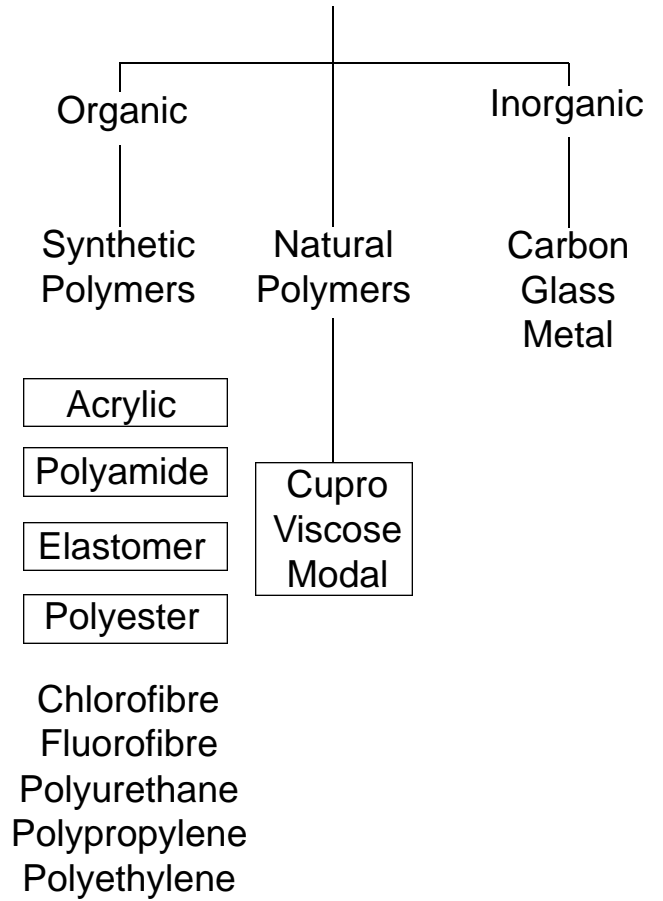 Organic
Inorganic
Synthetic
Polymers
Natural
Polymers
Carbon
Glass
Metal
Acrylic
Polyamide
Elastomer
Polyester
Cupro
Viscose
Modal
Chlorofibre
Fluorofibre
Polyurethane
Polypropylene
Polyethylene